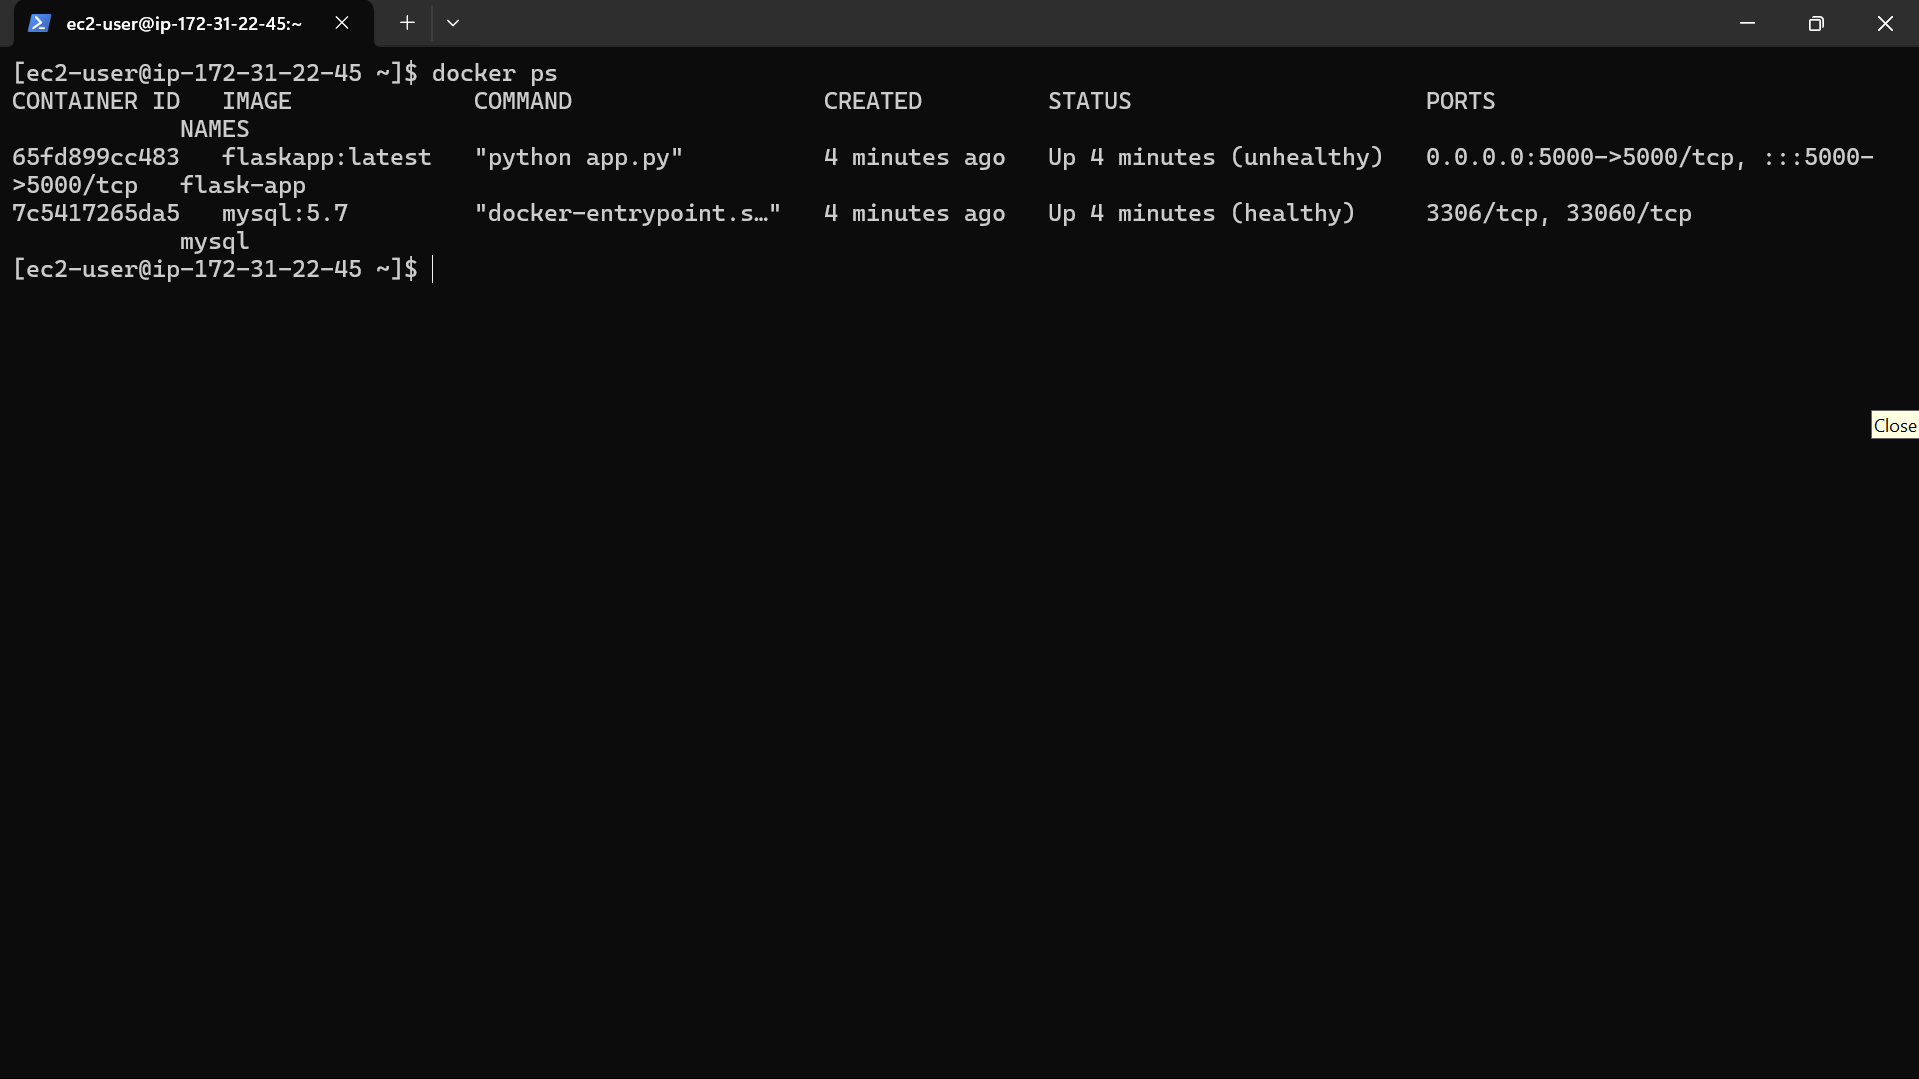 ec2-user@ip-172-31-22-45:~
[ec2-user@ip-172-31-22-45 ~]$ docker ps
CONTAINER ID   IMAGE             COMMAND                  CREATED         STATUS                     PORTS
            NAMES
65fd899cc483   flaskapp:latest   "python app.py"          4 minutes ago   Up 4 minutes (unhealthy)   0.0.0.0:5000->5000/tcp, :::5000-
>5000/tcp   flask-app
7c5417265da5   mysql:5.7         "docker-entrypoint.s…"   4 minutes ago   Up 4 minutes (healthy)     3306/tcp, 33060/tcp
            mysql
[ec2-user@ip-172-31-22-45 ~]$
Close